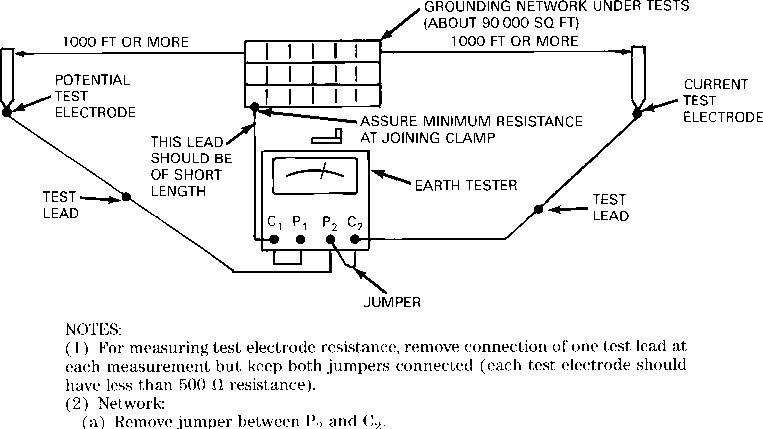 GROUNDING NETWORK UNDER TESTS
(ABOUT 90 000 SQ FT)
1000 FT OR MORE
1000 FT OR MORE
POTENTIAL
TEST
ELECTRODE
CURRENT
TEST
ELECTRODE
THIS LEAD
SHOULD BE
OF SHORT
LENGTH
ASSURE MINIMUM RESISTANCE
AT JOINING CLAMP
EARTH TESTER
TEST
LEAD
TEST
LEAD
C1 P1 P2 C2
JUMPER
NOTES:
(1) For measuring test electrode resistance, remove connection of one test lead at
each measurement but keep both jumpers connected (each test electrode should
have less than 500 Ω resistance).
(2) Network:
(a) Remove jumper between P2 and C2.